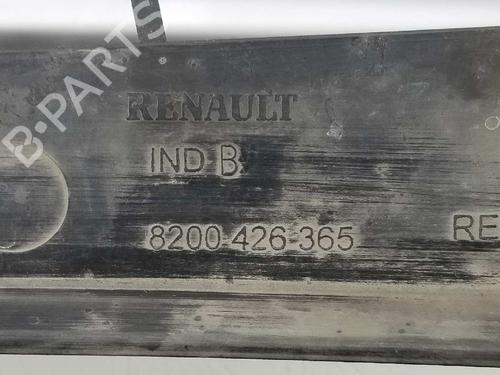 B-PARTS
RENAULT
IND B
8200-426-365
RE